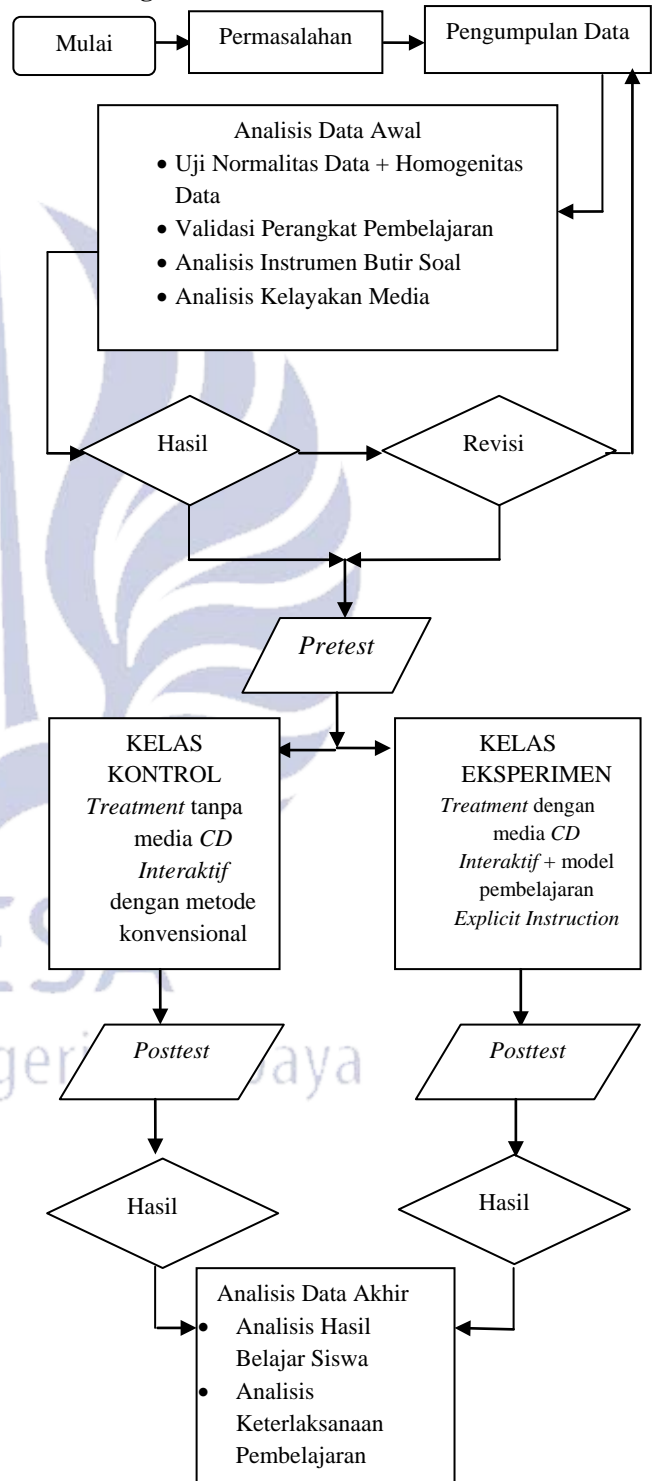 Mulai
Permasalahan
Pengumpulan Data
Analisis Data Awal
• Uji Normalitas Data + Homogenitas
Data
• Validasi Perangkat Pembelajaran
• Analisis Instrumen Butir Soal
• Analisis Kelayakan Media
Hasil
Revisi
Pretest
KELAS
KONTROL
Treatment tanpa
media CD
Interaktif
dengan metode
konvensional
KELAS
EKSPERIMEN
Treatment dengan
media CD
Interaktif + model
pembelajaran
Explicit Instruction
Posttest
Posttest
Hasil
Hasil
Analisis Data Akhir
• Analisis Hasil
Belajar Siswa
• Analisis
Keterlaksanaan
Pembelajaran